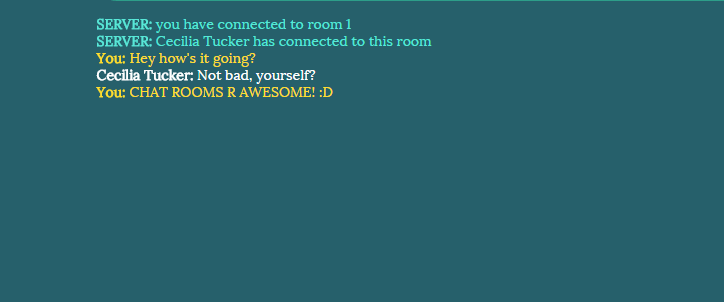 SERVER: you have connected to room 1
SERVER: Cecilia Tucker has connected to this room
You: Hey how's it going?
Cecilia Tucker: Not bad, yourself?
You: CHAT ROOMS R AWESOME! :D